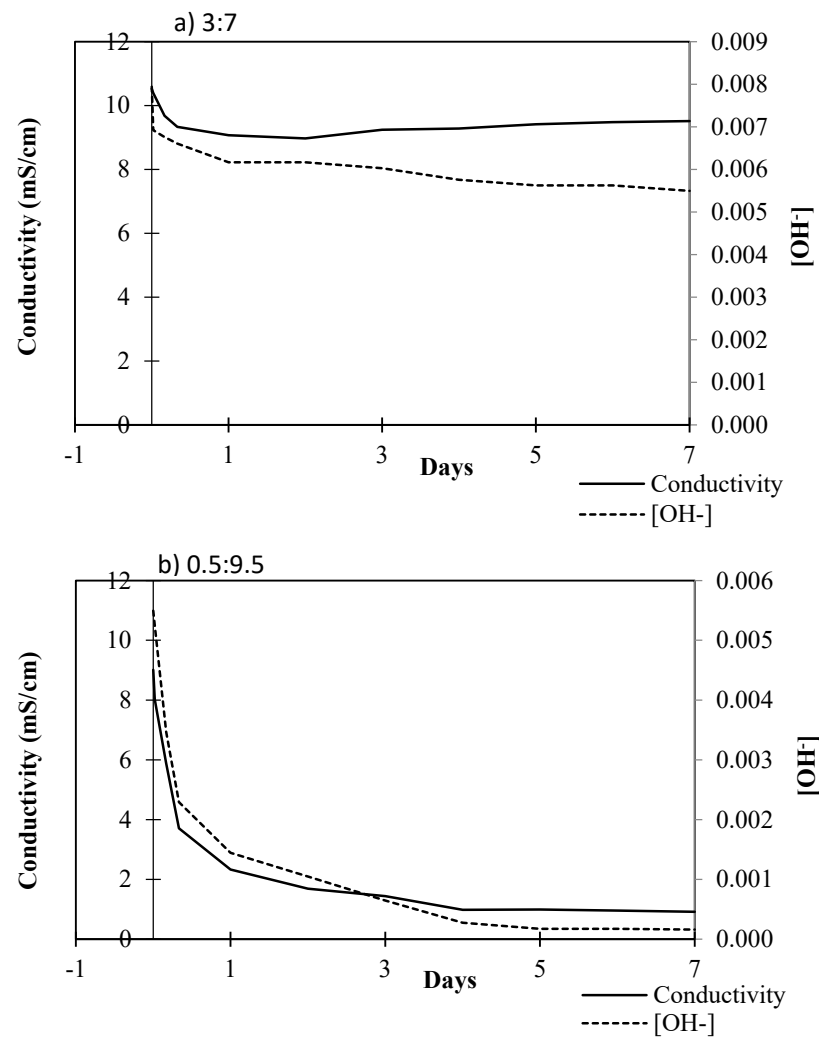 a) 3:7
12
10
8
6
4
2
0
Conductivity (mS/cm)
0.009
0.008
0.007
0.006
0.005
0.004
0.003
0.002
0.001
0.000
[OH-]
-1 1 3 5 7
Days
Conductivity
[OH-]
b) 0.5:9.5
12
10
8
6
4
2
0
Conductivity (mS/cm)
0.006
0.005
0.004
0.003
0.002
0.001
0.000
[OH-]
-1 1 3 5 7
Days
Conductivity
[OH-]